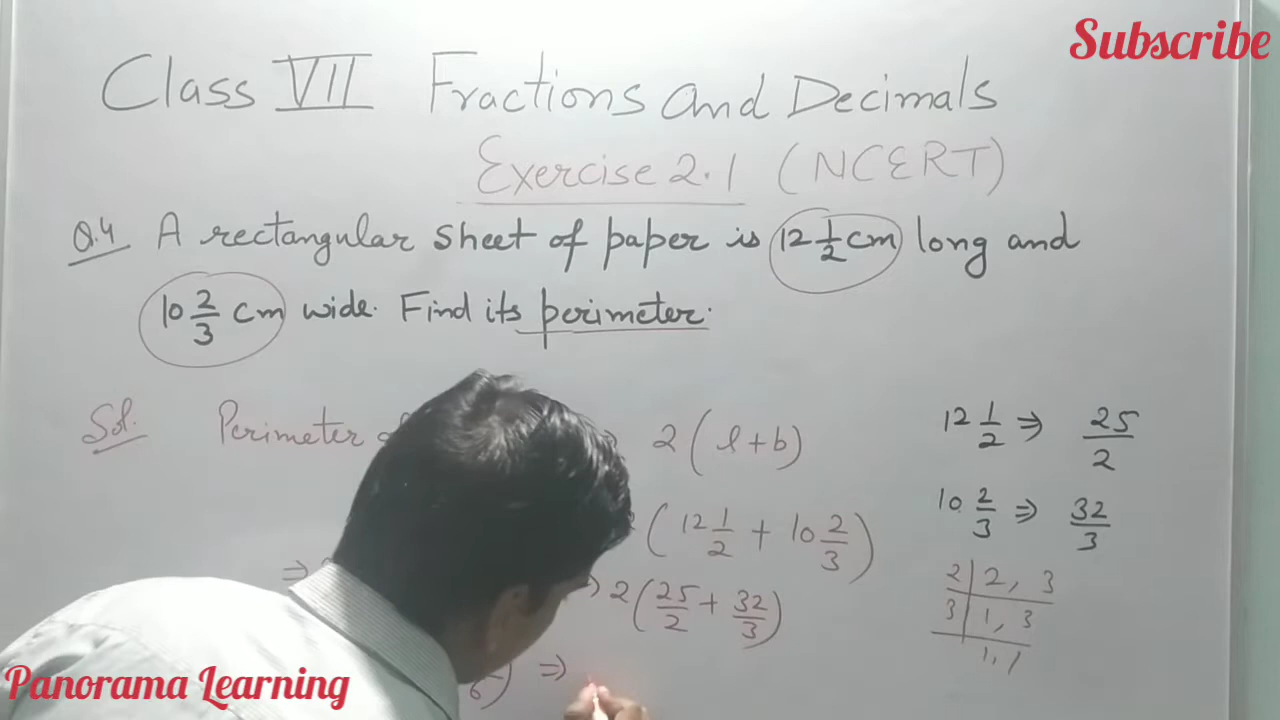 Subscribe
Class VII Fractions and Decimals
Exercise 2.1 (NCERT)
Q.4 A rectangular sheet of paper is 12 1/2 cm long and
10 2/3 cm wide. Find its perimeter.
Sol. Perimeter 2 (l+b)
(12 1/2 + 10 2/3)
⇒ 2 (25/2 + 32/3)
⇒
12 1/2 ⇒ 25/2
10 2/3 ⇒ 32/3
2 | 2, 3
3 | 1, 3
1, 1
Panorama Learning